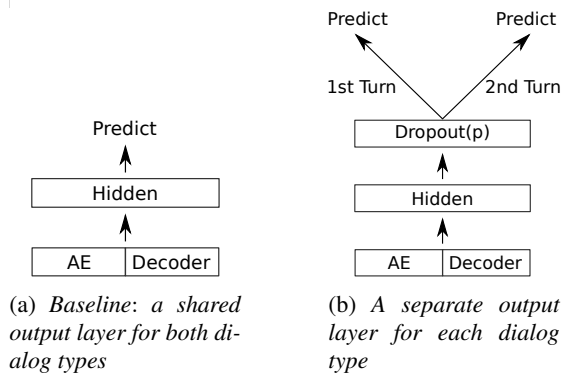 Predict
Hidden
AE Decoder
(a) Baseline: a shared
output layer for both di-
alog types
Predict Predict
1st Turn 2nd Turn
Dropout(p)
Hidden
AE Decoder
(b) A separate output
layer for each dialog
type